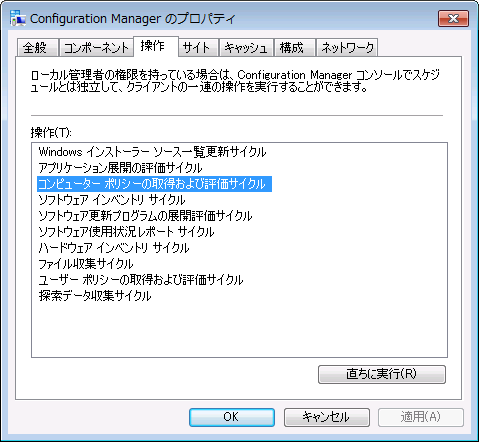 Configuration Manager のプロパティ
全般 コンポーネント 操作 サイト キャッシュ 構成 ネットワーク
ローカル管理者の権限を持っている場合は、Configuration Manager コンソールでスケジ
ュールとは独立して、クライアントの一連の操作を実行することができます。
操作(T):
Windows インストーラー ソース一覧更新サイクル
アプリケーション展開の評価サイクル
コンピューター ポリシーの取得および評価サイクル
ソフトウェア インベントリ サイクル
ソフトウェア更新プログラムの展開評価サイクル
ソフトウェア使用状況レポート サイクル
ハードウェア インベントリ サイクル
ファイル収集サイクル
ユーザー ポリシーの取得および評価サイクル
探索データ収集サイクル
直ちに実行(R)
OK キャンセル 適用(A)